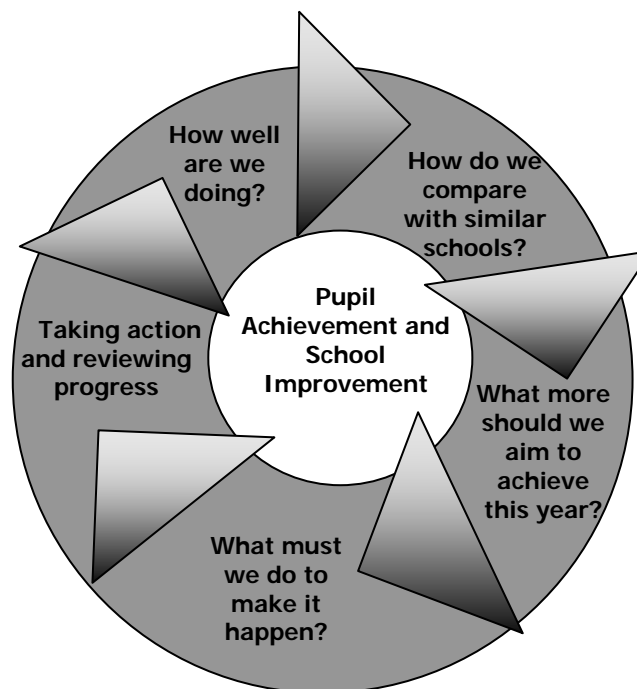 How well
are we
doing?
How do we
compare
with similar
schools?
What more
should we
aim to
achieve
this year?
What must
we do to
make it
happen?
Taking action
and reviewing
progress
Pupil
Achievement and
School
Improvement